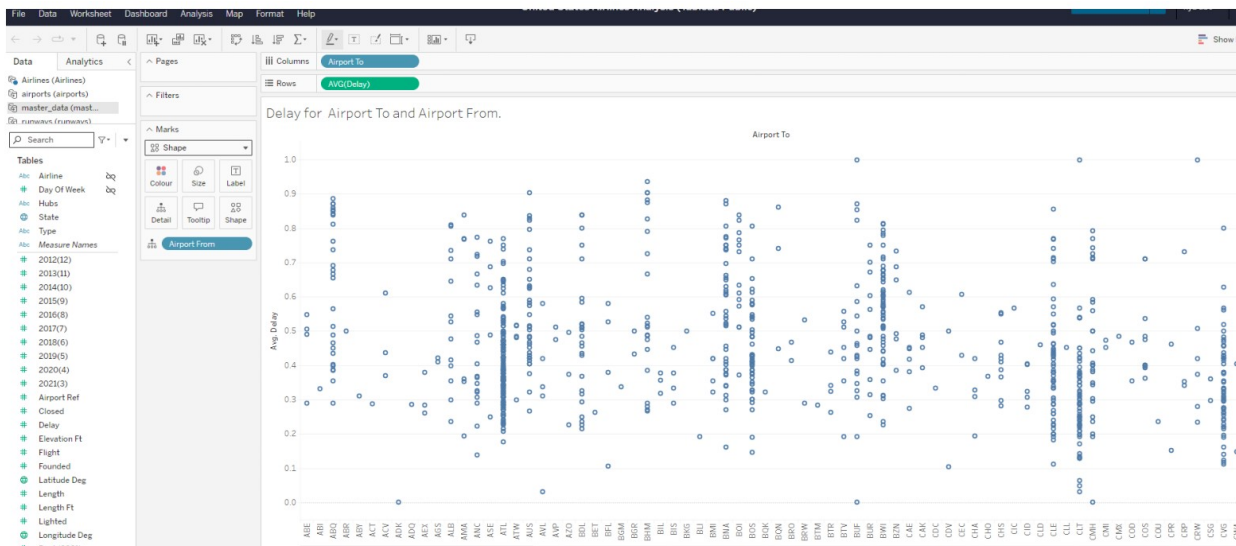 File Data Worksheet Dashboard Analysis Map Format Help
Show
Data Analytics
Airlines (Airlines)
airports (airports)
master_data (mast...
runways (runways)
Search
Tables
Abc Airline
# Day Of Week
Abc Hubs
State
Abc Type
Abc Measure Names
# 2012(12)
# 2013(11)
# 2014(10)
# 2015(9)
# 2016(8)
# 2017(7)
# 2018(6)
# 2019(5)
# 2020(4)
# 2021(3)
# Airport Ref
# Closed
# Delay
# Elevation Ft
# Flight
# Founded
Latitude Deg
# Length
# Length Ft
# Lighted
Longitude Deg
Pages
Filters
Marks
Shape
Colour Size Label
Detail Tooltip Shape
Airport From
Columns Airport To
Rows AVG(Delay)
Delay for Airport To and Airport From.
Airport To
Avg. Delay
1.0
0.9
0.8
0.7
0.6
0.5
0.4
0.3
0.2
0.1
0.0
ABE ABI ABQ ABR ABY ACT ACV ADK ADQ AEX AGS ALB AMA ANC ASE ATL ATW AUS AVL AVP AZO BDL BET BFL BGM BGR BHM BIL BIS BKG BLI BMI BNA BOI BOS BQK BQN BRO BRW BTM BTV BUF BUR BWI BZN CAE CAK CDC CDV CEC CHA CHO CHS CIC CID CLD CLE CLL CLT CMH CMI CMX COD COS COU CPR CRP CRW CSG CVG